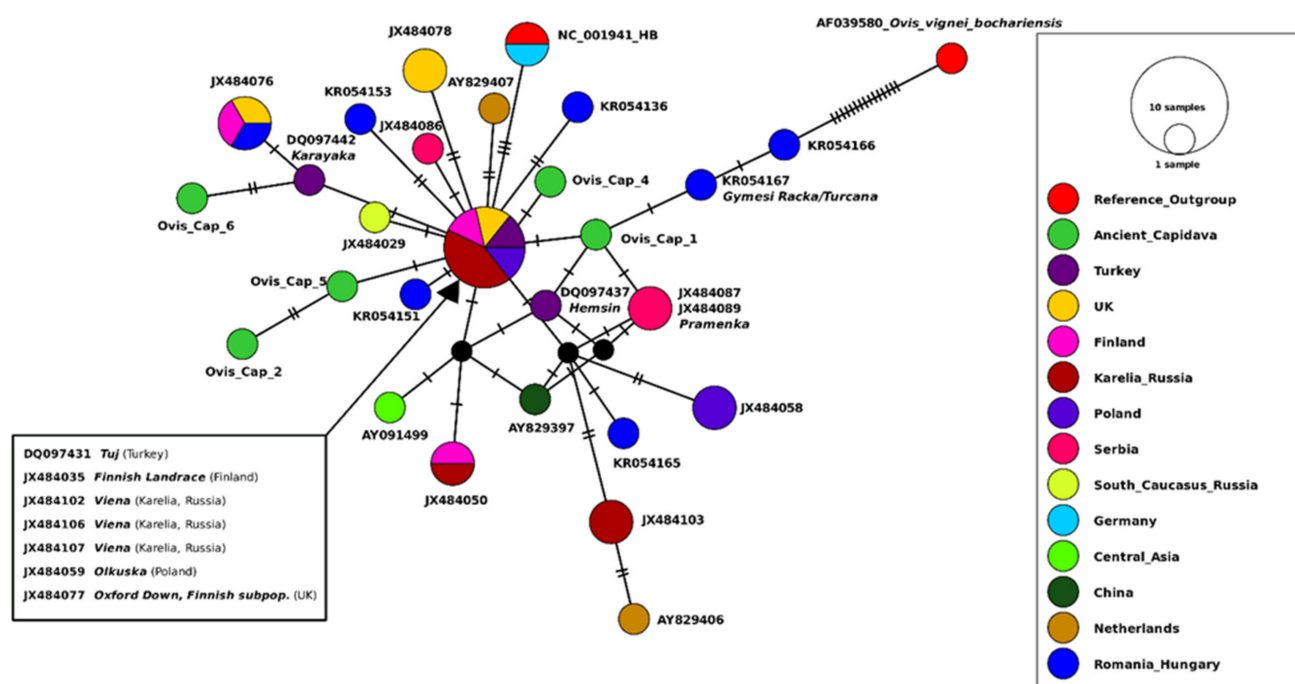 AF039580_Ovis_vignei_bochariensis
JX484078
NC_001941_HB
JX484076
AY829407
KR054153
KR054136
JX484086
DQ097442
Karayaka
KR054166
Ovis_Cap_4
KR054167
Gymesi Racka/Turcana
Ovis_Cap_6
JX484029
Ovis_Cap_1
Ovis_Cap_5
KR054151
DQ097437
Hemsin
JX484087
JX484089
Pramenka
Ovis_Cap_2
AY091499
AY829397
JX484058
KR054165
JX484050
JX484103
AY829406
DQ097431 Tuj (Turkey)
JX484035 Finnish Landrace (Finland)
JX484102 Viena (Karelia, Russia)
JX484106 Viena (Karelia, Russia)
JX484107 Viena (Karelia, Russia)
JX484059 Olkuska (Poland)
JX484077 Oxford Down, Finnish subpop. (UK)
10 samples
1 sample
Reference_Outgroup
Ancient_Capidava
Turkey
UK
Finland
Karelia_Russia
Poland
Serbia
South_Caucasus_Russia
Germany
Central_Asia
China
Netherlands
Romania_Hungary